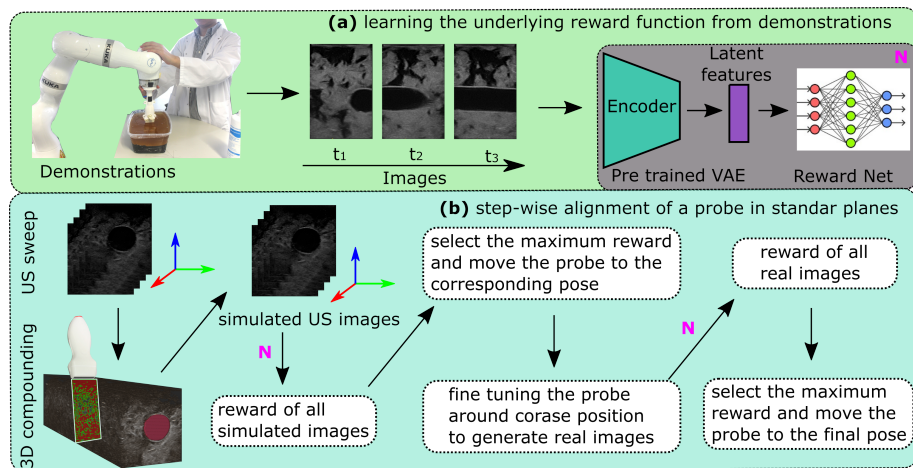 (a) learning the underlying reward function from demonstrations
KUKA
KUKA
Demonstrations
t1
t2
t3
Images
Encoder
Latent
features
N
Pre trained VAE
Reward Net
(b) step-wise alignment of a probe in standar planes
US sweep
3D compounding
simulated US images
N
reward of all
simulated images
select the maximum reward
and move the probe to the
corresponding pose
fine tuning the probe
around corase position
to generate real images
N
reward of all
real images
select the maximum
reward and move the
probe to the final pose